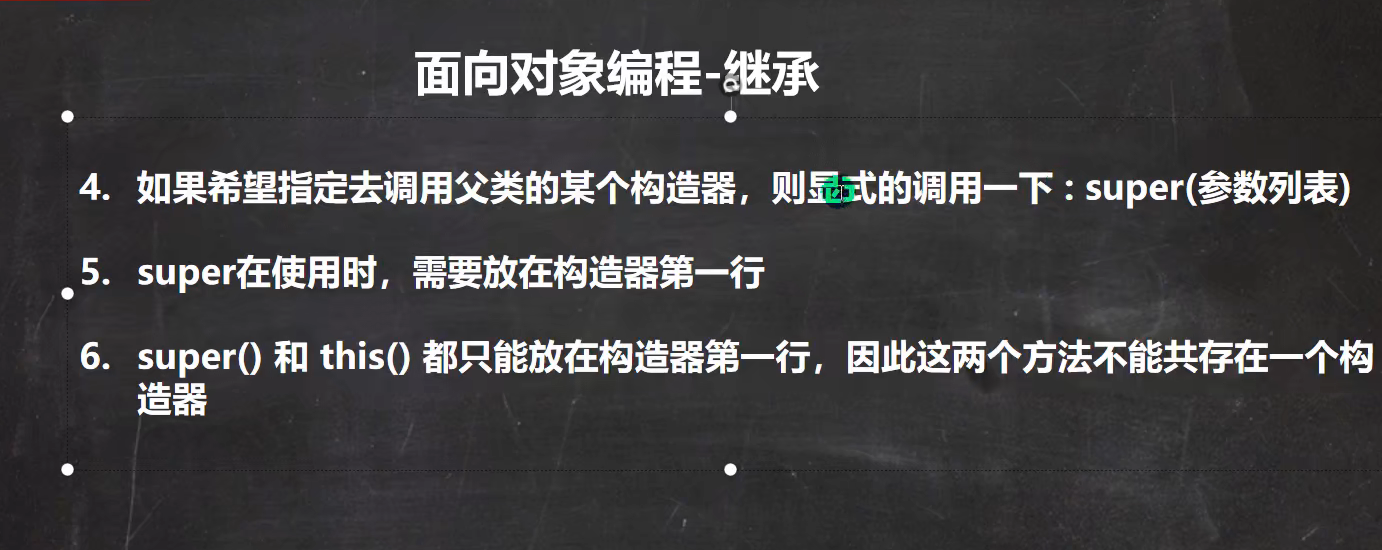 面向对象编程-继承
4. 如果希望指定去调用父类的某个构造器，则显式的调用一下 : super(参数列表)
5. super在使用时，需要放在构造器第一行
6. super() 和 this() 都只能放在构造器第一行，因此这两个方法不能共存在一个构
造器